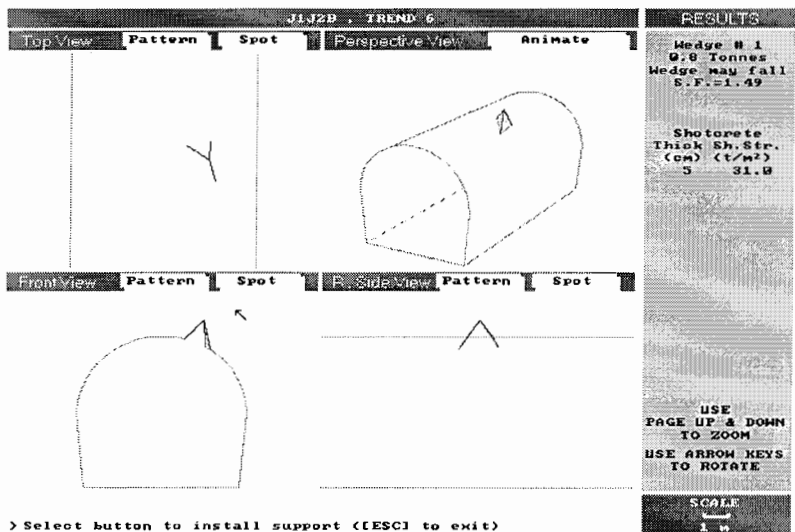 J1J2B , TREND 6
RESULTS
Top View Pattern Spot
Perspective View Animate
Wedge # 1
0.8 Tonnes
Wedge may fall
S.F.=1.49
Shotcrete
Thick Sh.Str.
(cm) (t/m²)
5 31.0
Front View Pattern Spot
R. Side View Pattern Spot
USE
PAGE UP & DOWN
TO ZOOM
USE ARROW KEYS
TO ROTATE
SCALE
1 m
> Select button to install support ([ESC] to exit)